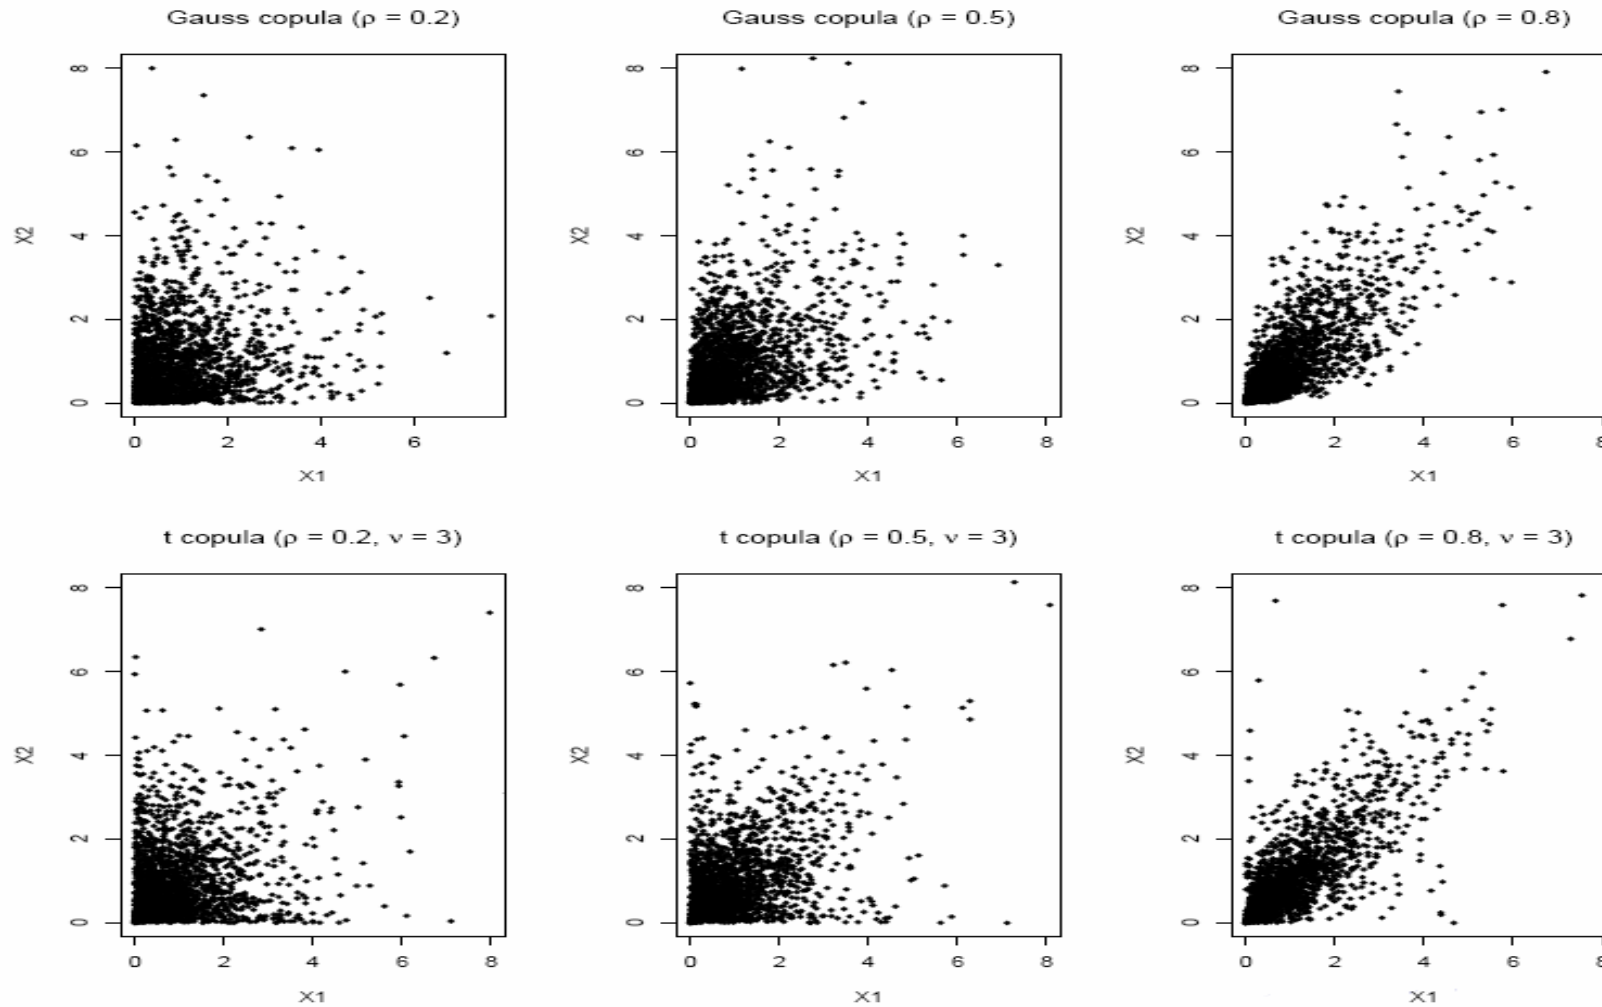 Gauss copula (ρ = 0.2)
Gauss copula (ρ = 0.5)
Gauss copula (ρ = 0.8)
X2
8
6
4
2
0
0 2 4 6
X1
X2
8
6
4
2
0
0 2 4 6 8
X1
X2
8
6
4
2
0
0 2 4 6 8
X1
t copula (ρ = 0.2, ν = 3)
t copula (ρ = 0.5, ν = 3)
t copula (ρ = 0.8, ν = 3)
X2
8
6
4
2
0
0 2 4 6 8
X1
X2
8
6
4
2
0
0 2 4 6 8
X1
X2
8
6
4
2
0
0 2 4 6 8
X1